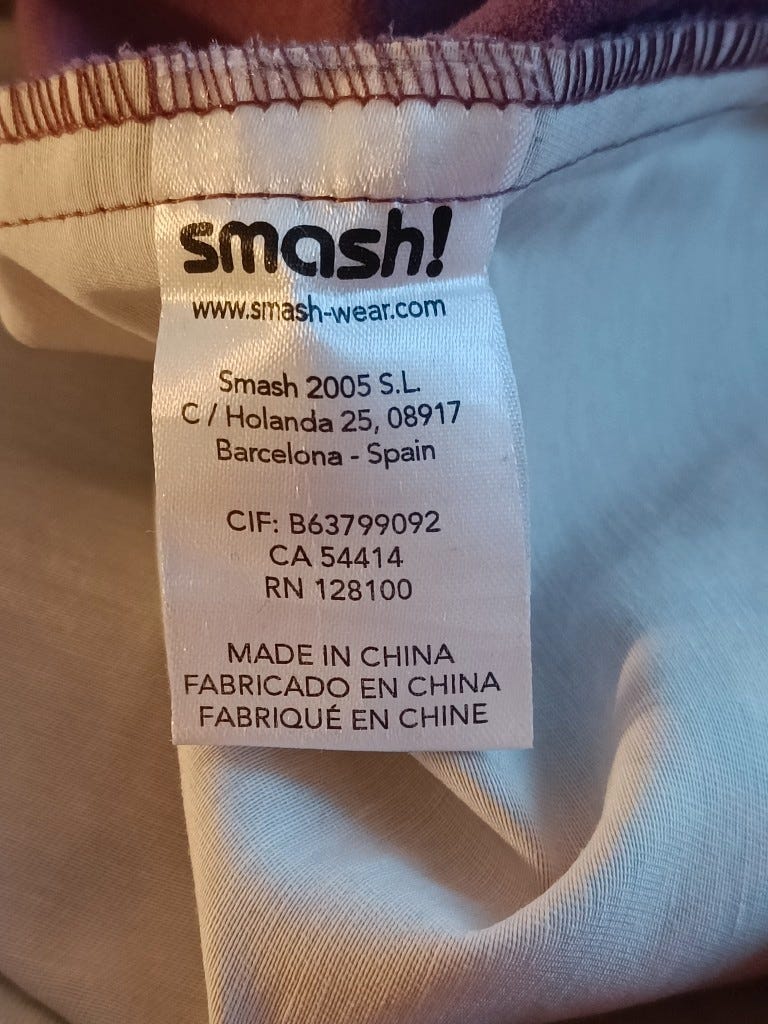 smash!
www.smash-wear.com
Smash 2005 S.L.
C / Holanda 25, 08917
Barcelona - Spain
CIF: B63799092
CA 54414
RN 128100
MADE IN CHINA
FABRICADO EN CHINA
FABRIQUÉ EN CHINE